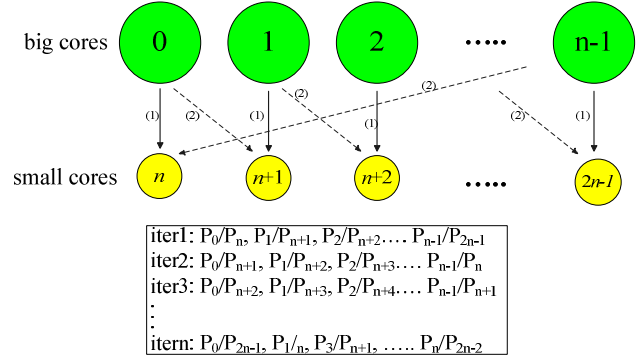 big cores 0 1 2 ..... n-1
(2)
(1) (2) (1) (2) (1) (2) (1)
small cores n n+1 n+2 ..... 2n-1
iter1: P0/Pn, P1/Pn+1, P2/Pn+2…. Pn-1/P2n-1
iter2: P0/Pn+1, P1/Pn+2, P2/Pn+3…. Pn-1/Pn
iter3: P0/Pn+2, P1/Pn+3, P2/Pn+4…. Pn-1/Pn+1
:
:
itern: P0/P2n-1, P1/n, P3/Pn+1, ….. Pn/P2n-2